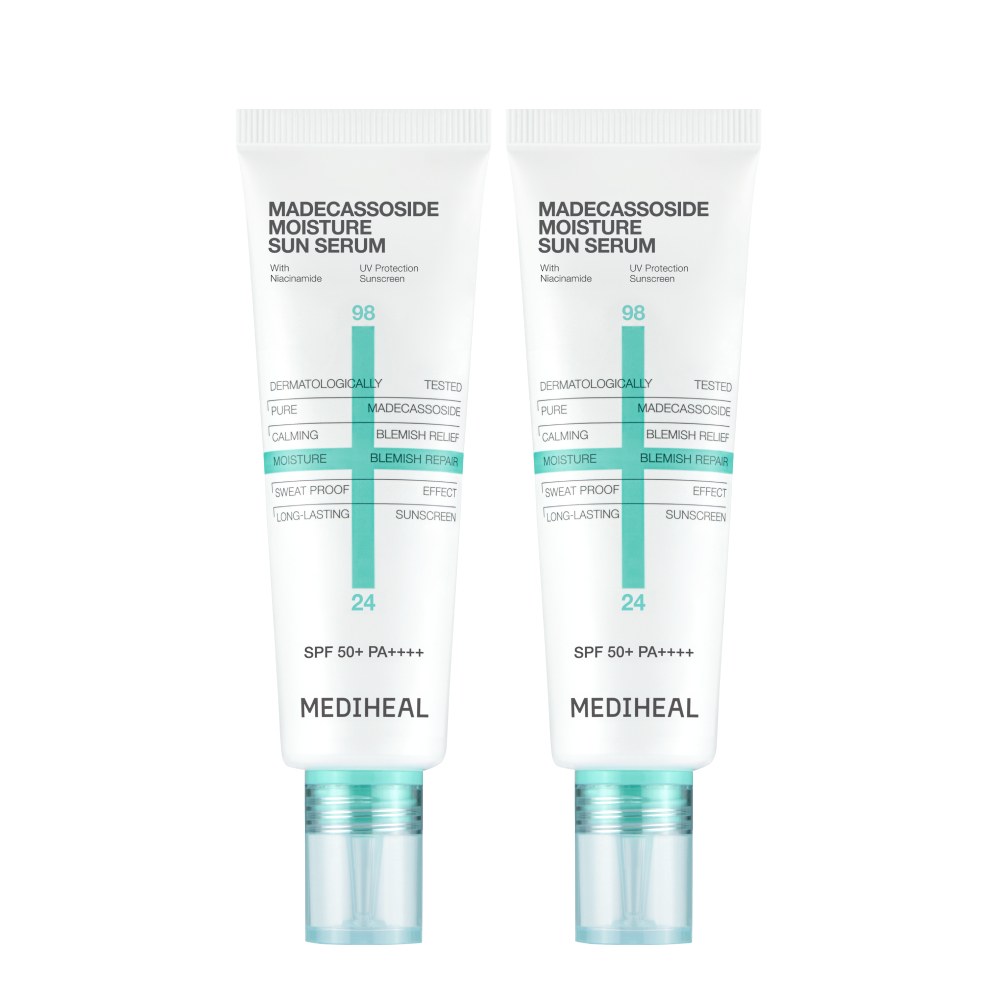 MADECASSOSIDE
MOISTURE
SUN SERUM
With
Niacinamide
UV Protection
Sunscreen
98
DERMATOLOGICALLY TESTED
PURE MADECASSOSIDE
CALMING BLEMISH RELIEF
MOISTURE BLEMISH REPAIR
SWEAT PROOF EFFECT
LONG-LASTING SUNSCREEN
24
SPF 50+ PA++++
MEDIHEAL
MADECASSOSIDE
MOISTURE
SUN SERUM
With
Niacinamide
UV Protection
Sunscreen
98
DERMATOLOGICALLY TESTED
PURE MADECASSOSIDE
CALMING BLEMISH RELIEF
MOISTURE BLEMISH REPAIR
SWEAT PROOF EFFECT
LONG-LASTING SUNSCREEN
24
SPF 50+ PA++++
MEDIHEAL